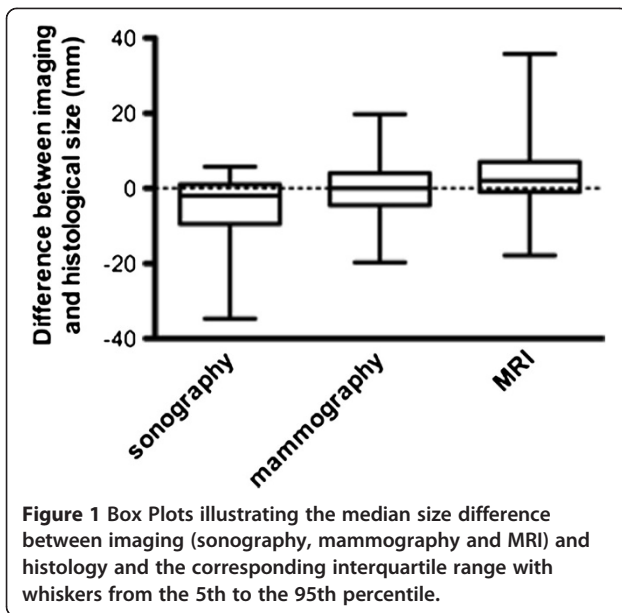 Difference between imaging
and histological size (mm)
40
20
0
-20
-40
sonography
mammography
MRI
Figure 1 Box Plots illustrating the median size difference
between imaging (sonography, mammography and MRI) and
histology and the corresponding interquartile range with
whiskers from the 5th to the 95th percentile.